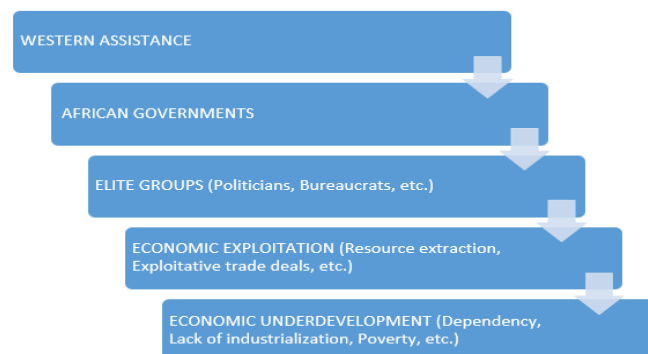 WESTERN ASSISTANCE
AFRICAN GOVERNMENTS
ELITE GROUPS (Politicians, Bureaucrats, etc.)
ECONOMIC EXPLOITATION (Resource extraction,
Exploitative trade deals, etc.)
ECONOMIC UNDERDEVELOPMENT (Dependency,
Lack of industrialization, Poverty, etc.)